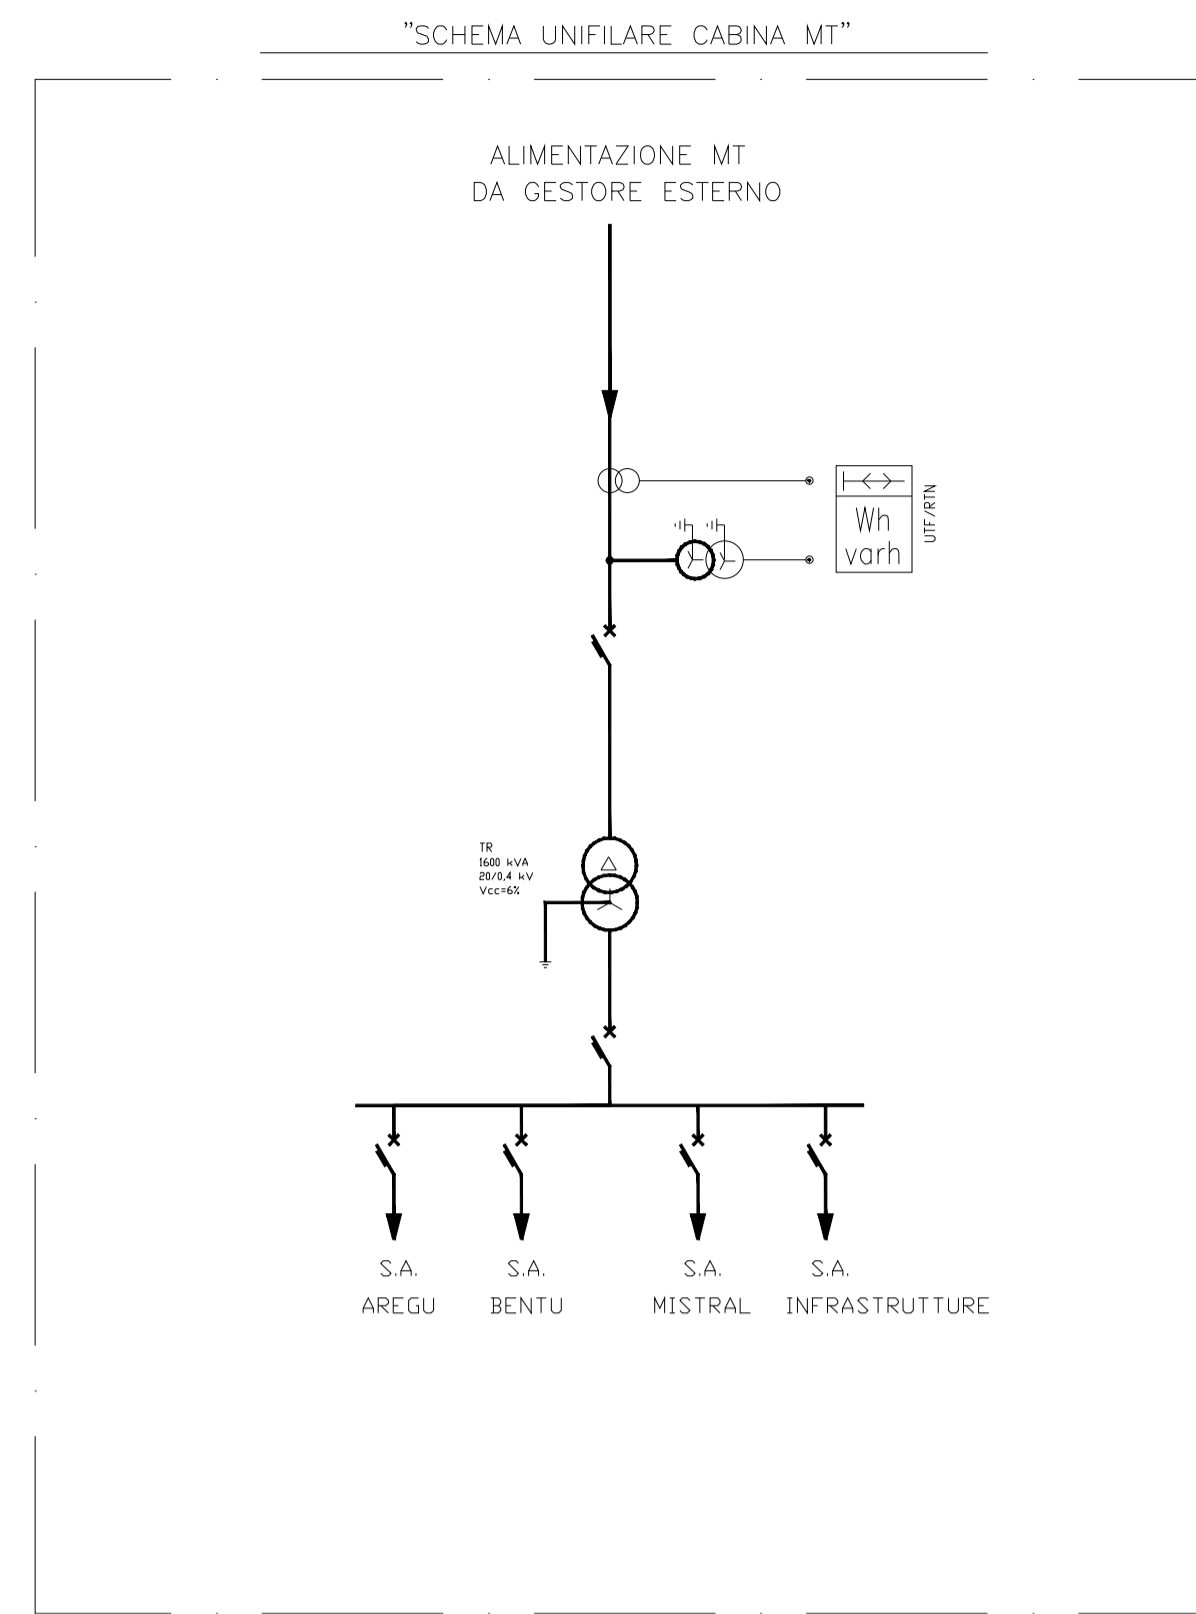 ”SCHEMA UNIFILARE CABINA MT”
ALIMENTAZIONE MT
DA GESTORE ESTERNO
Wh
varh
UTF/RTN
TR
1600 kVA
20/0,4 kV
Vcc=6%
S.A.
AREGU
S.A.
BENTU
S.A.
MISTRAL
S.A.
INFRASTRUTTURE